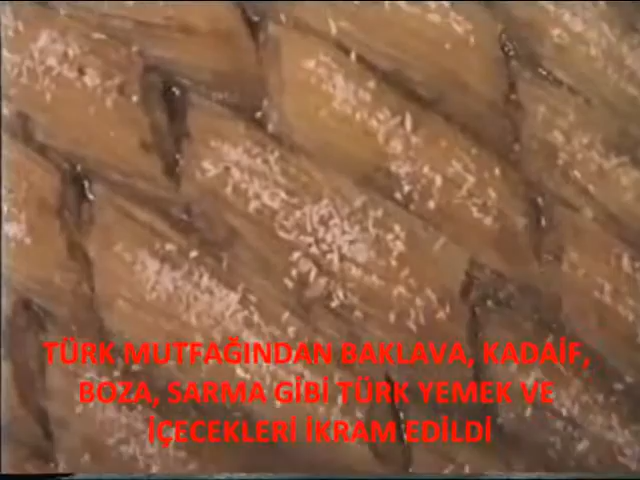 TÜRK MUTFAĞINDAN BAKLAVA, KADAİF,
BOZA, SARMA GİBİ TÜRK YEMEK VE
İÇECEKLERİ İKRAM EDİLDİ